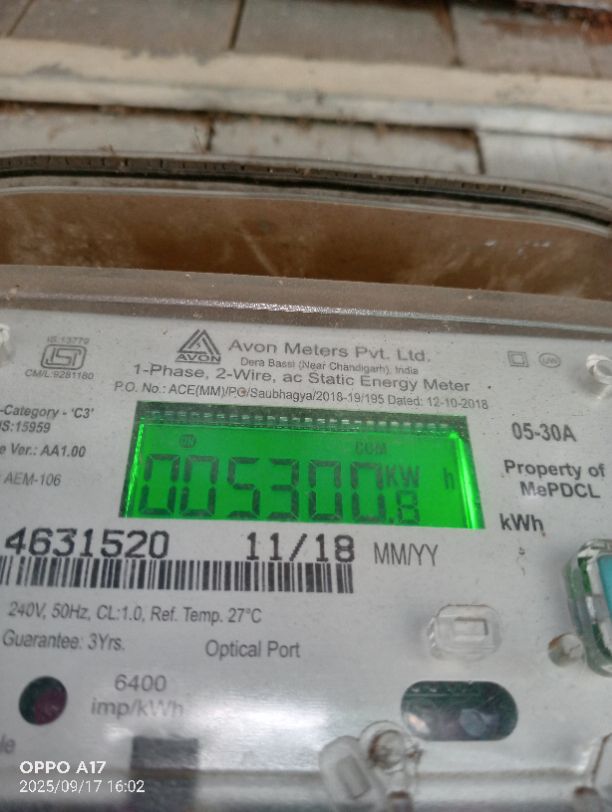 IS:13779
CM/L:9281180
AVON
Avon Meters Pvt. Ltd.
Dera Bassi (Near Chandigarh), India
1-Phase, 2-Wire, ac Static Energy Meter
P.O. No.: ACE(MM)/PG/Saubhagya/2018-19/195 Dated: 12-10-2018
-Category - 'C3'
IS:15959
e Ver.: AA1.00
AEM-106
ON
COM
005300.8 KW h
05-30A
Property of
MePDCL
kWh
4631520 11/18 MM/YY
240V, 50Hz, CL:1.0, Ref. Temp. 27°C
Guarantee: 3Yrs.
Optical Port
6400
imp/kWh
OPPO A17
2025/09/17 16:02